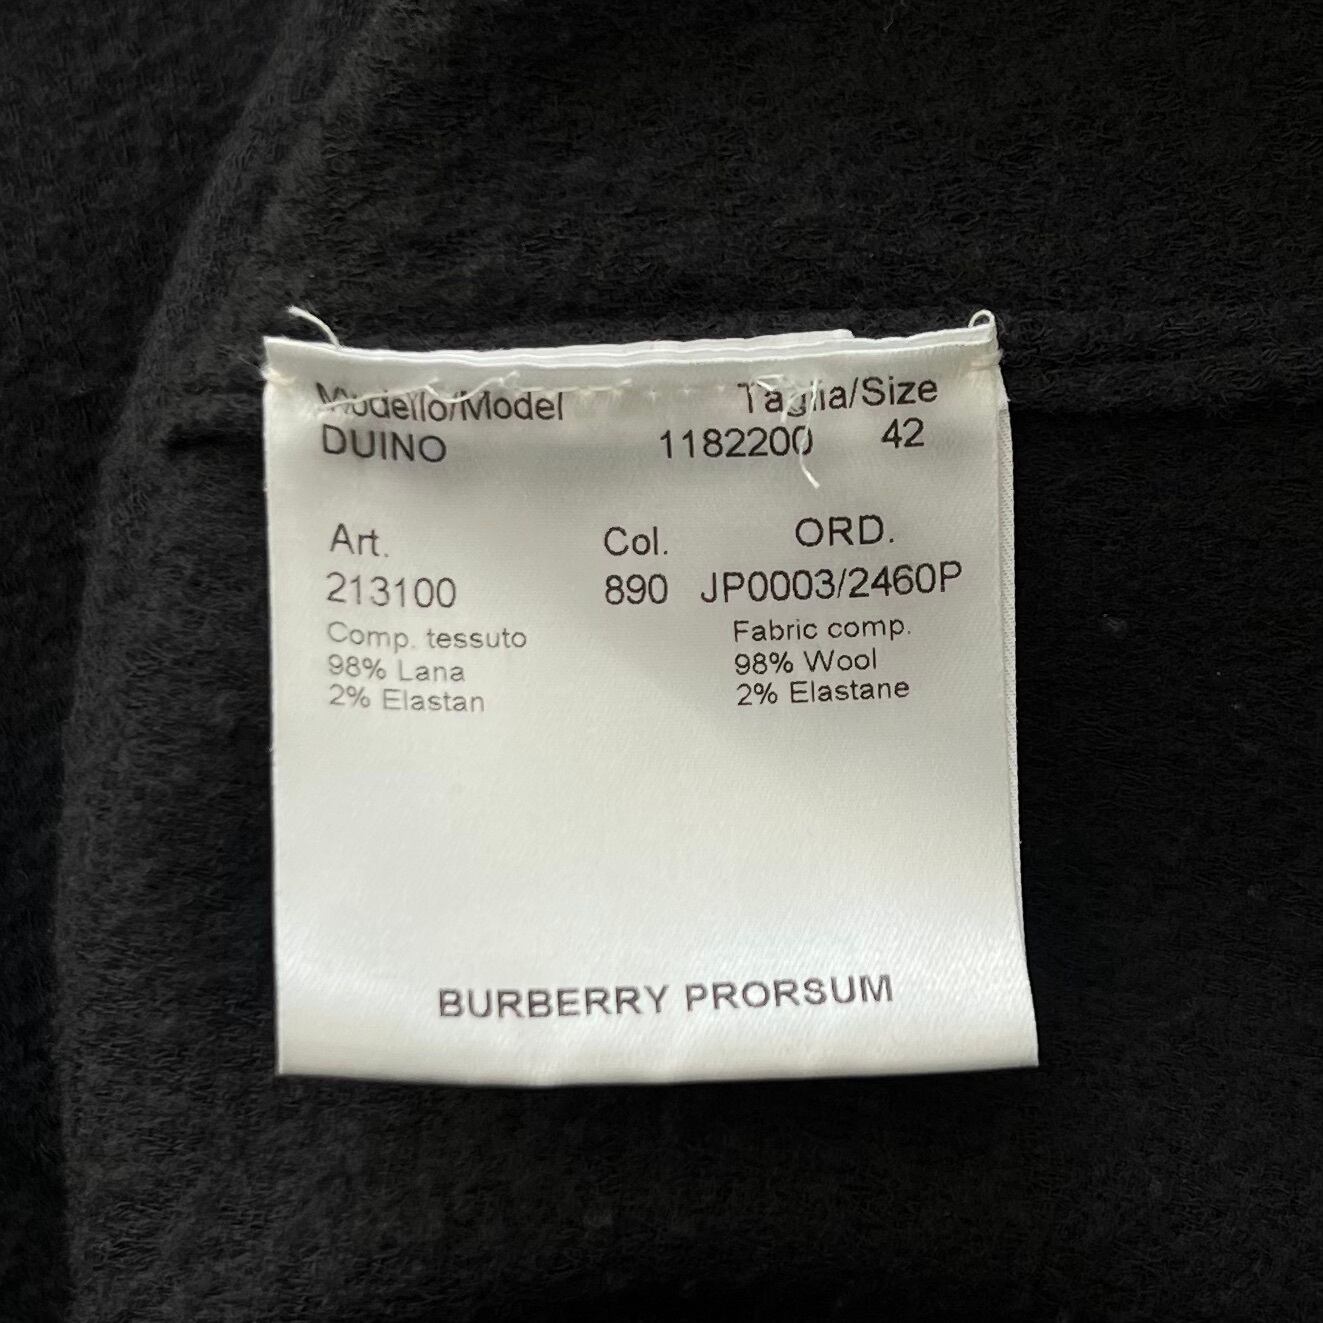 Modello/Model Taglia/Size
DUINO 1182200 42
Art. Col. ORD.
213100 890 JP0003/2460P
Comp. tessuto Fabric comp.
98% Lana 98% Wool
2% Elastan 2% Elastane
BURBERRY PRORSUM